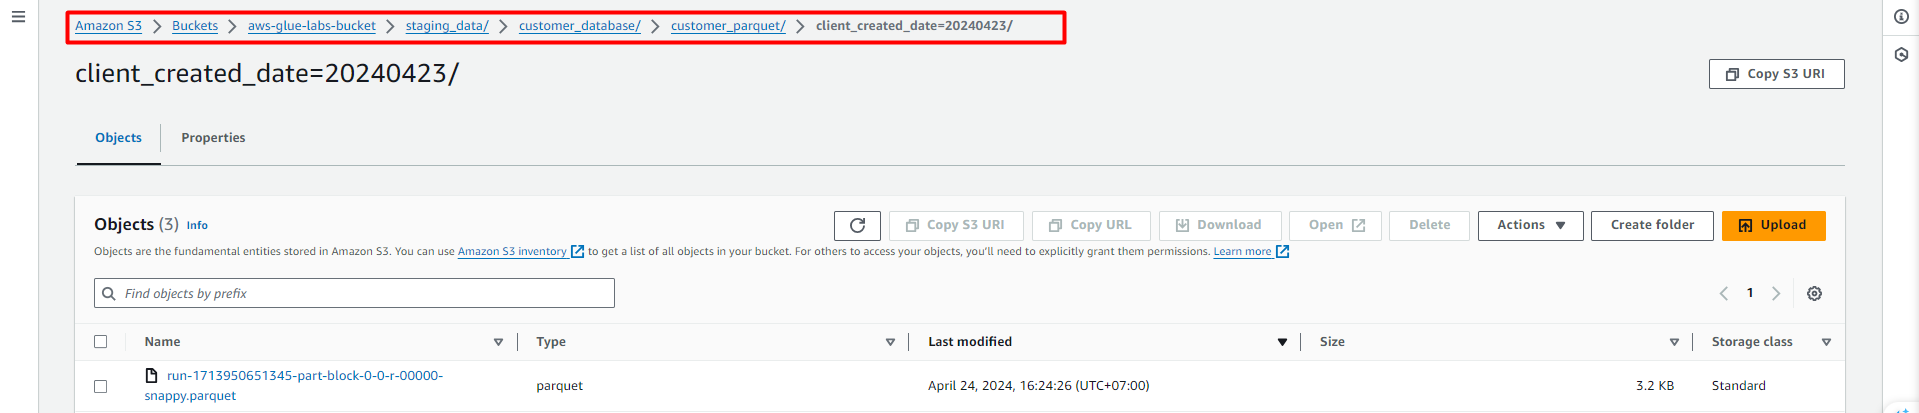 Amazon S3 > Buckets > aws-glue-labs-bucket > staging_data/ > customer_database/ > customer_parquet/ > client_created_date=20240423/
client_created_date=20240423/
Copy S3 URI
Objects Properties
Objects (3) Info
Copy S3 URI Copy URL Download Open Delete Actions Create folder Upload
Objects are the fundamental entities stored in Amazon S3. You can use Amazon S3 inventory to get a list of all objects in your bucket. For others to access your objects, you'll need to explicitly grant them permissions. Learn more
Find objects by prefix
1
Name Type Last modified Size Storage class
run-1713950651345-part-block-0-0-r-00000-
snappy.parquet
parquet April 24, 2024, 16:24:26 (UTC+07:00) 3.2 KB Standard